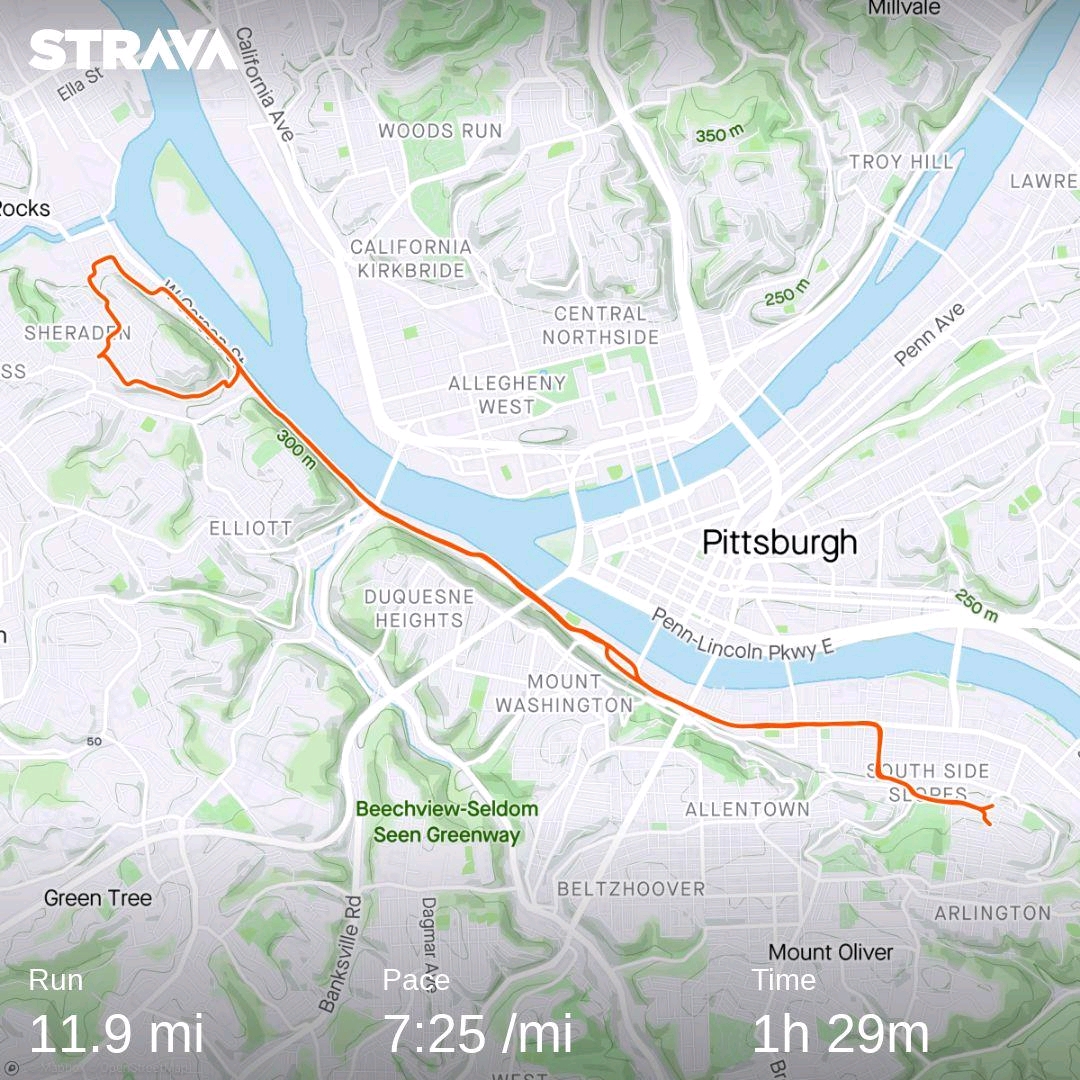 Millvale
STRAVA
California Ave
Ella St
WOODS RUN
350 m
TROY HILL
LAWRE
Rocks
CALIFORNIA
KIRKBRIDE
250 m
W Carson St
CENTRAL
NORTHSIDE
SHERADEN
Penn Ave
SS
ALLEGHENY
WEST
300 m
ELLIOTT
Pittsburgh
DUQUESNE
HEIGHTS
250 m
Penn-Lincoln Pkwy E
n
MOUNT
WASHINGTON
50
SOUTH SIDE
SLOPES
Beechview-Seldom
Seen Greenway
ALLENTOWN
BELTZHOOVER
Green Tree
ARLINGTON
Banksville Rd
Dagmar Ave
Mount Oliver
Run
Pace
Time
11.9 mi
7:25 /mi
1h 29m
© Mapbox © OpenStreetMap
WEST
Br